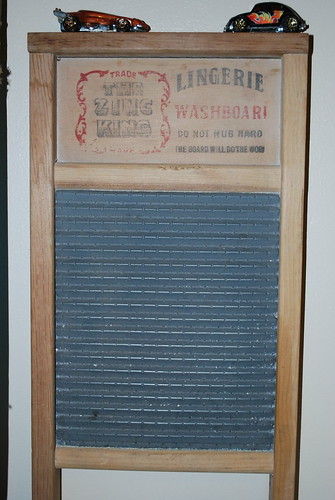 TRADE
THE
ZINC
KING
LINGERIE
WASHBOARD
DO NOT RUB HARD
THE BOARD WILL DO THE WORK